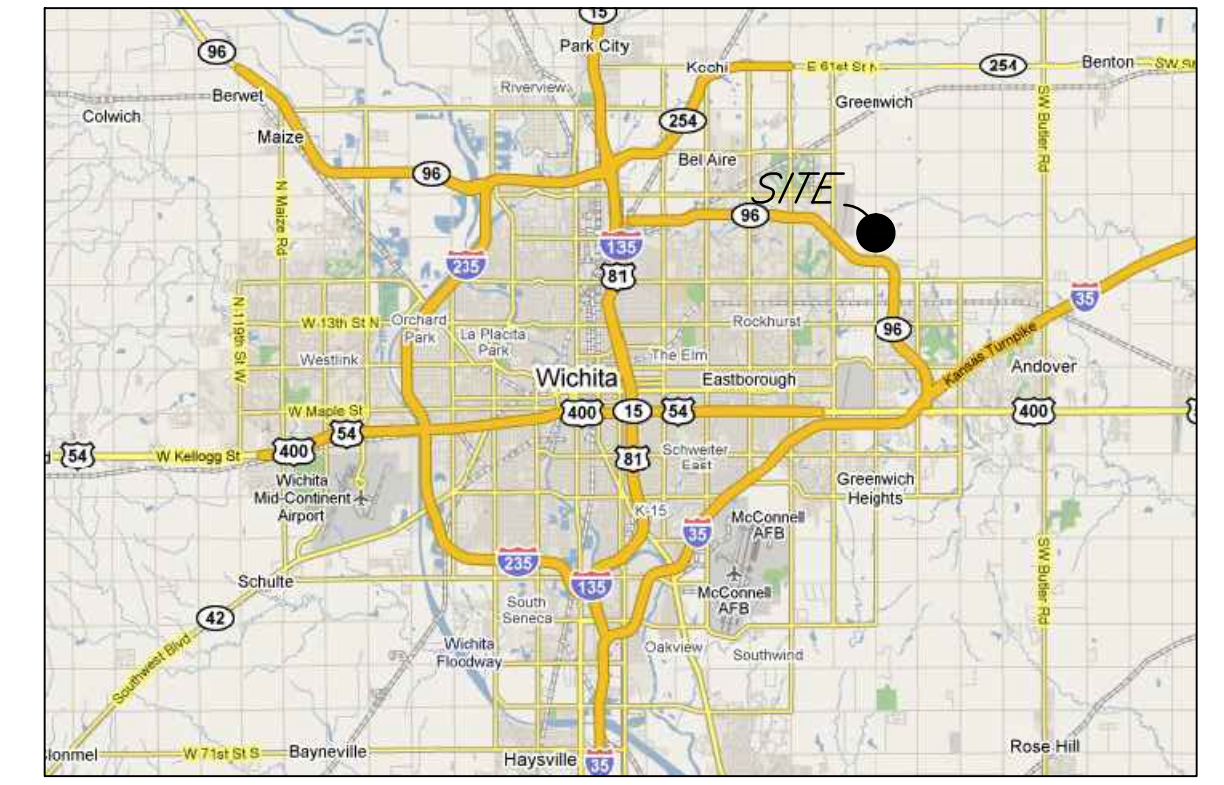 15
Park City
96
Kechi
E 61st St N
254
Benton
Riverview
Berwet
Greenwich
Colwich
254
Maize
SW Butler Rd
Bel Aire
96
SITE
N Maize Rd
96
135
235
81
35
N 119th St W
W 13th St N
Orchard
Park
La Placita
Park
Rockhurst
96
Westlink
The Elm
Kansas Turnpike
Andover
Wichita
Eastborough
W Maple St
400
15
54
400
54
54
W Kellogg St
400
81
Schweiter
East
Wichita
Mid-Continent
Airport
Greenwich
Heights
K-15
McConnell
AFB
35
235
SW Butler Rd
Schulte
135
McConnell
AFB
42
South
Seneca
Southwest Blvd
Wichita
Floodway
Oakview
Southwind
W 71st St S
Bayneville
Haysville
35
Rose Hill